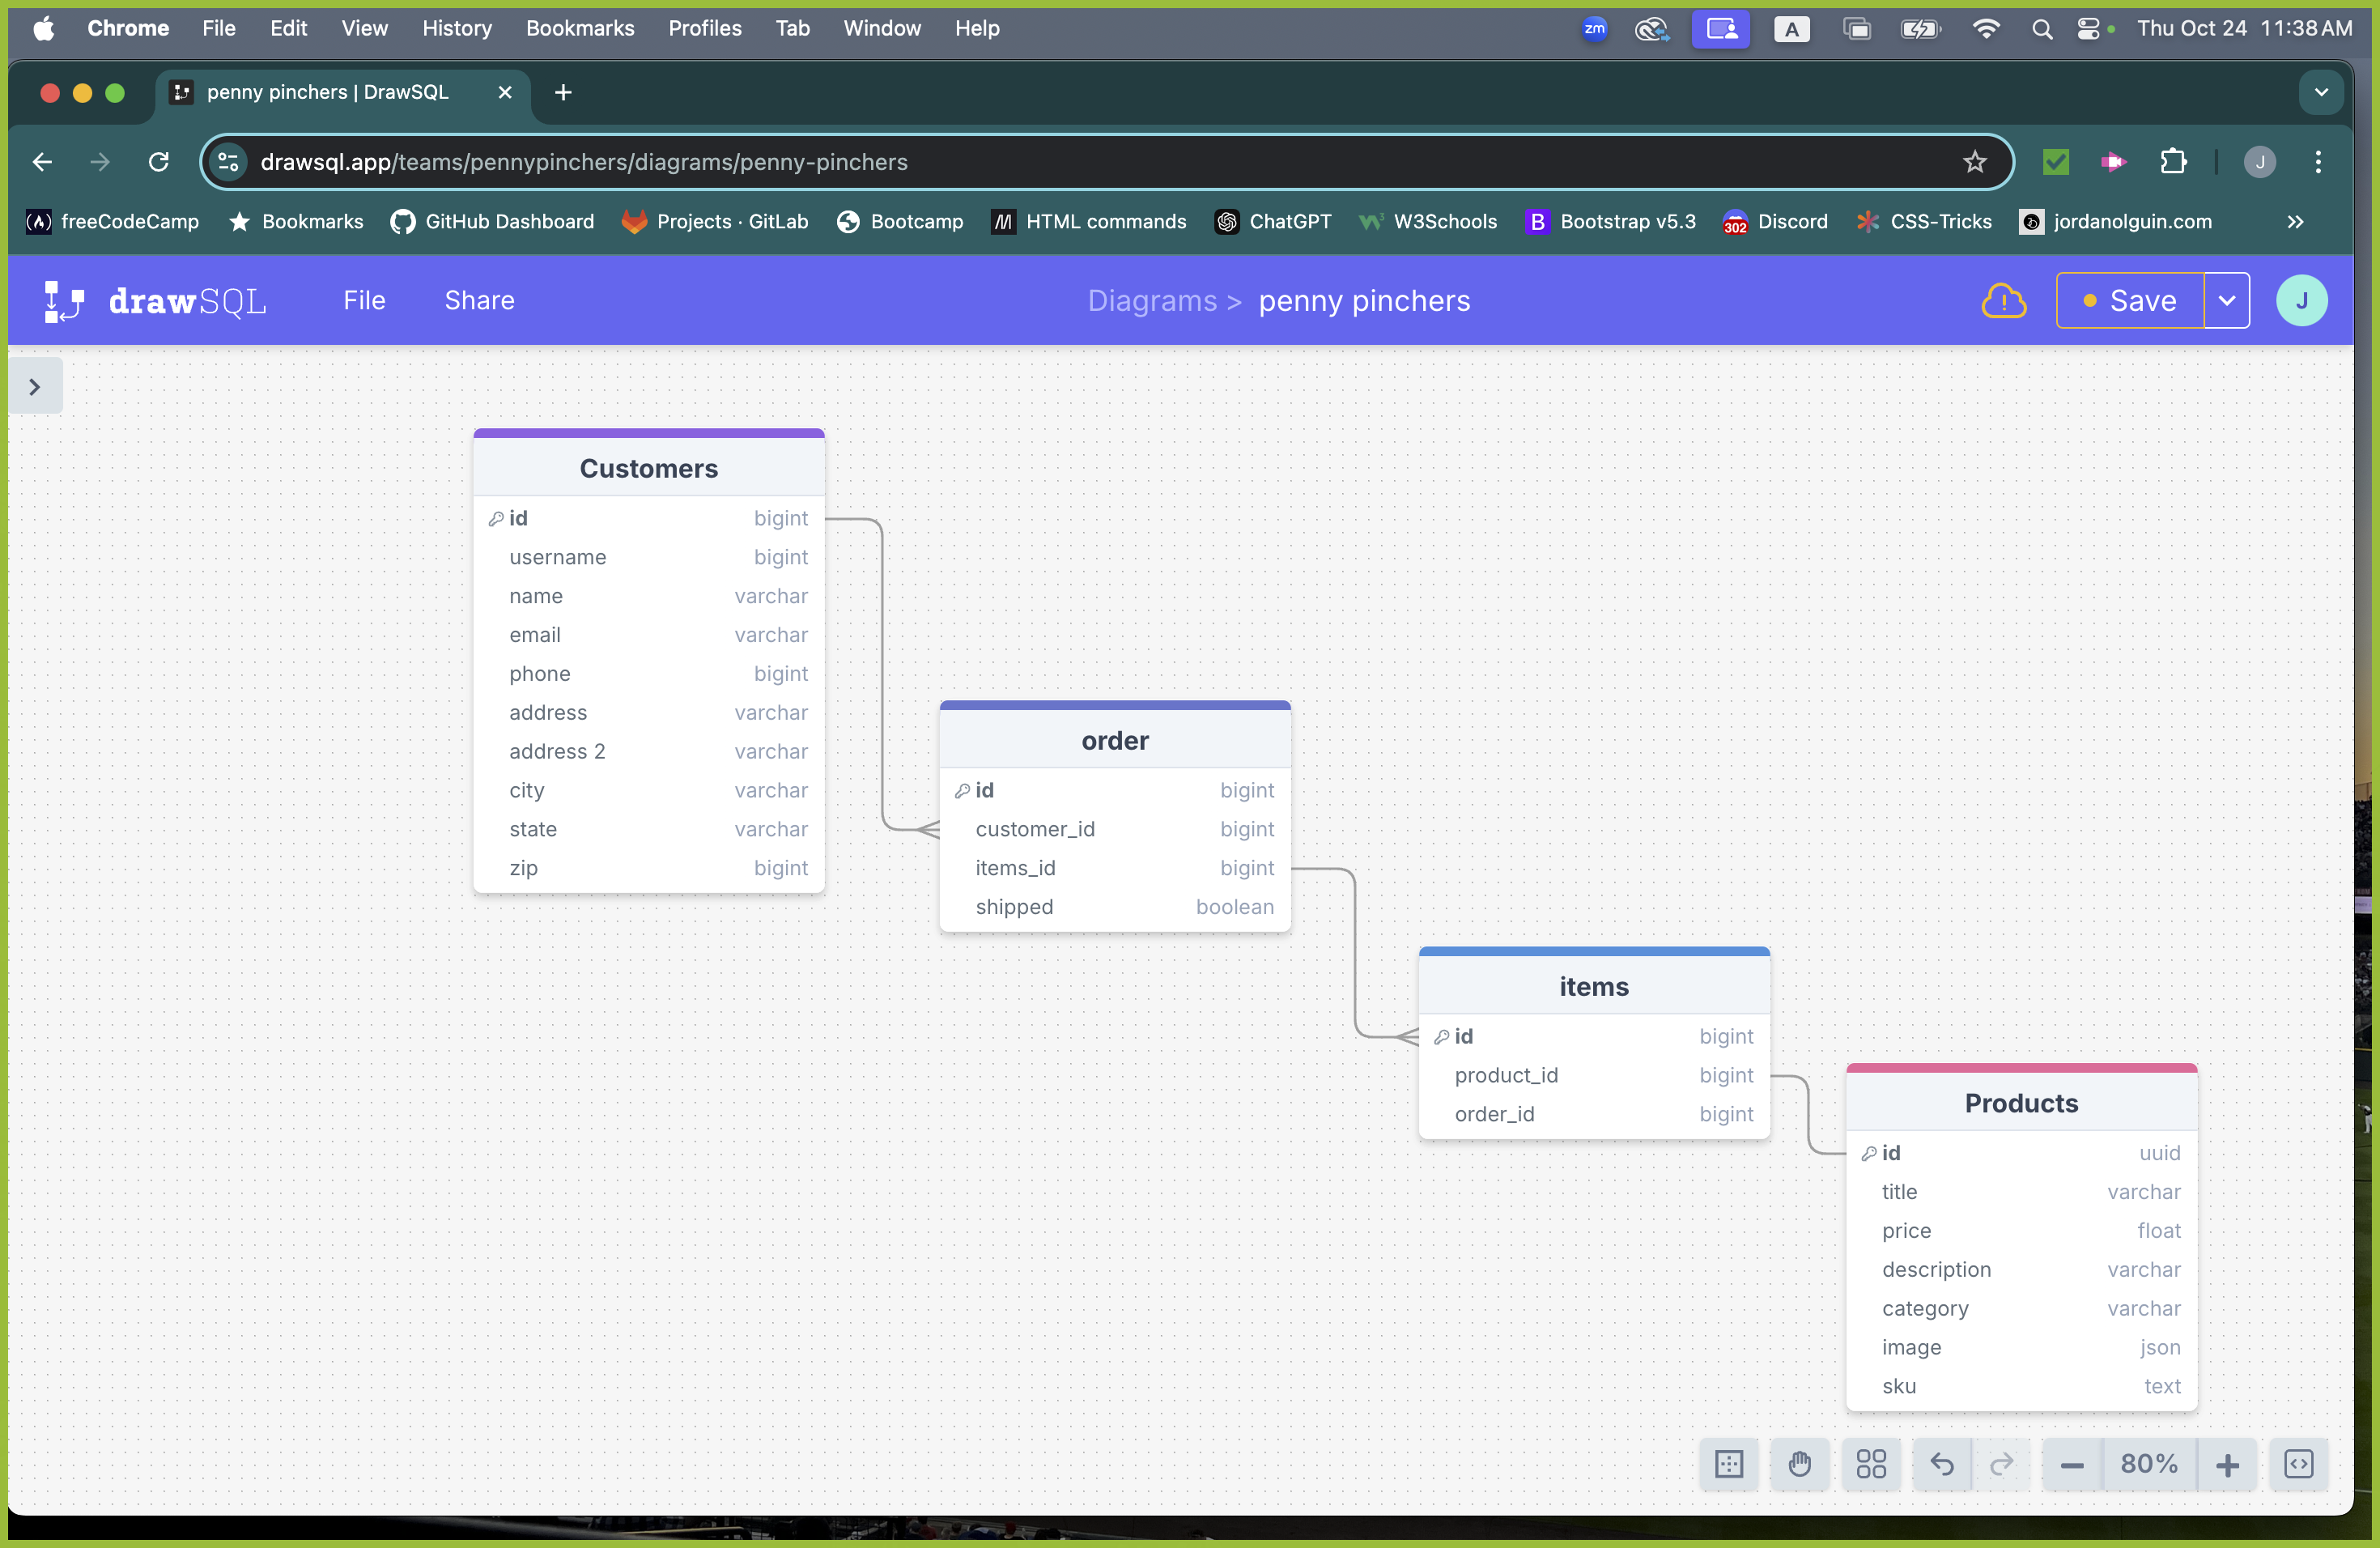 Chrome File Edit View History Bookmarks Profiles Tab Window Help zm A Thu Oct 24 11:38 AM
penny pinchers | DrawSQL
drawsql.app/teams/pennypinchers/diagrams/penny-pinchers J
freeCodeCamp Bookmarks GitHub Dashboard Projects · GitLab Bootcamp HTML commands ChatGPT W3Schools B Bootstrap v5.3 302 Discord CSS-Tricks jordanolguin.com
drawSQL File Share Diagrams > penny pinchers Save J
Customers
id bigint
username bigint
name varchar
email varchar
phone bigint
address varchar
address 2 varchar
city varchar
state varchar
zip bigint
order
id bigint
customer_id bigint
items_id bigint
shipped boolean
items
id bigint
product_id bigint
order_id bigint
Products
id uuid
title varchar
price float
description varchar
category varchar
image json
sku text
80%